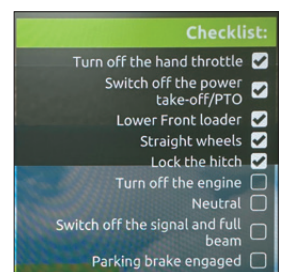 Checklist:
Turn off the hand throttle
Switch off the power
take-off/PTO
Lower Front loader
Straight wheels
Lock the hitch
Turn off the engine
Neutral
Switch off the signal and full
beam
Parking brake engaged